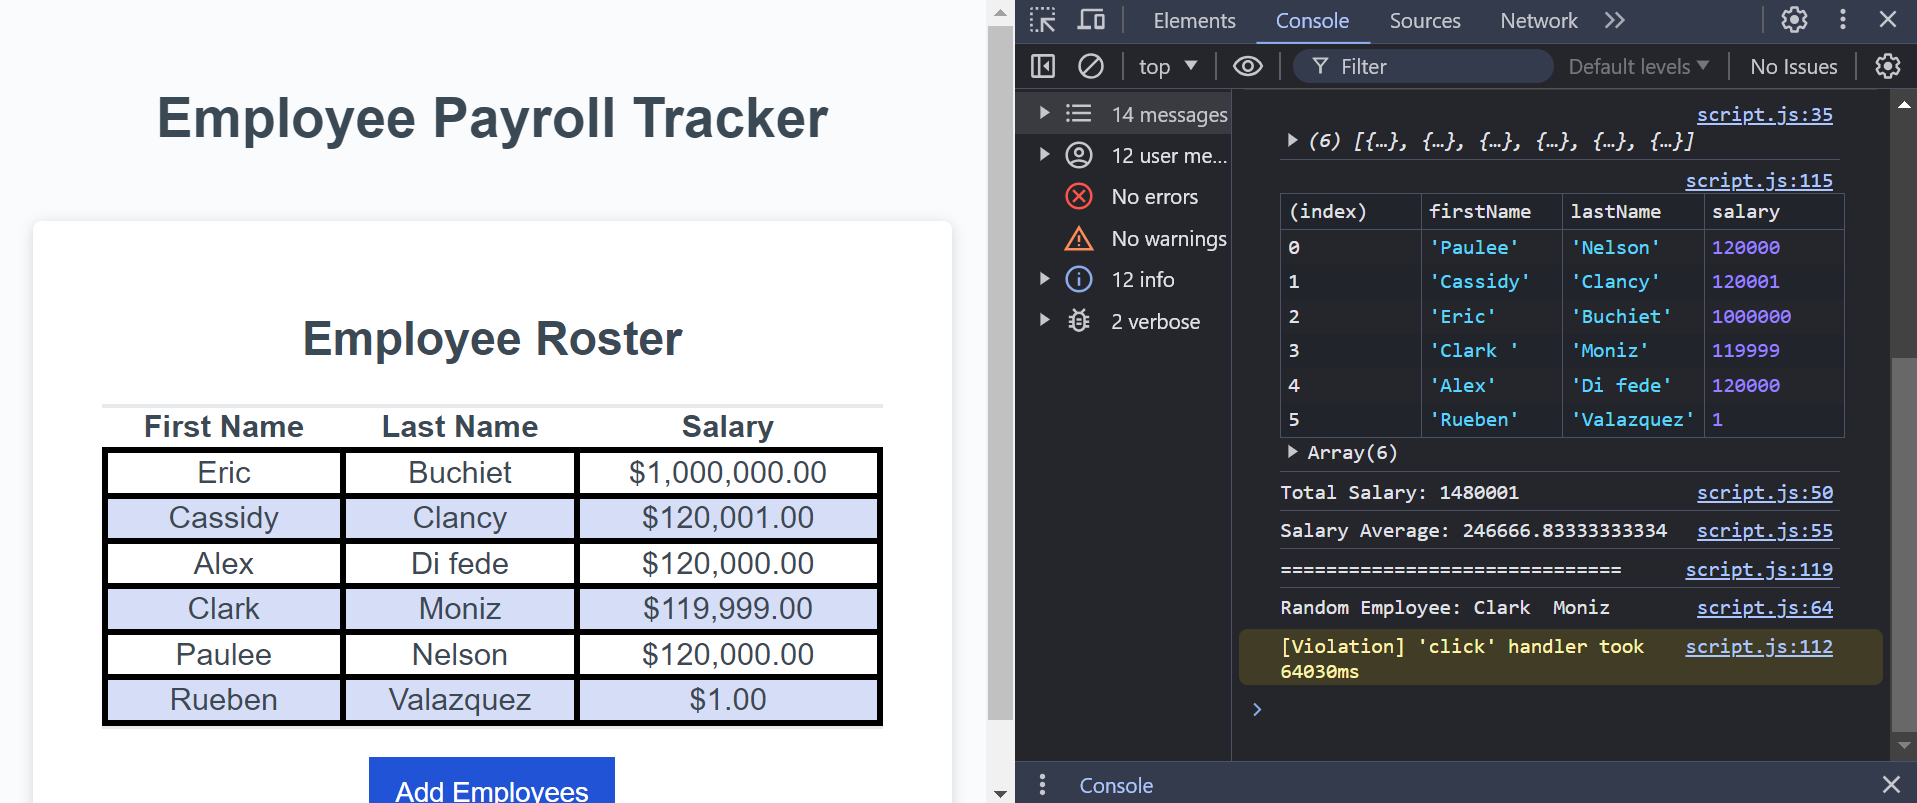 Employee Payroll Tracker
Employee Roster
First Name Last Name Salary
Eric Buchiet $1,000,000.00
Cassidy Clancy $120,001.00
Alex Di fede $120,000.00
Clark Moniz $119,999.00
Paulee Nelson $120,000.00
Rueben Valazquez $1.00
Add Employees
Elements Console Sources Network
top Filter Default levels No Issues
14 messages
12 user me...
No errors
No warnings
12 info
2 verbose
script.js:35
(6) [{…}, {…}, {…}, {…}, {…}, {…}]
script.js:115
(index) firstName lastName salary
0 'Paulee' 'Nelson' 120000
1 'Cassidy' 'Clancy' 120001
2 'Eric' 'Buchiet' 1000000
3 'Clark ' 'Moniz' 119999
4 'Alex' 'Di fede' 120000
5 'Rueben' 'Valazquez' 1
Array(6)
Total Salary: 1480001 script.js:50
Salary Average: 246666.83333333334 script.js:55
============================== script.js:119
Random Employee: Clark  Moniz script.js:64
[Violation] 'click' handler took script.js:112
64030ms
Console